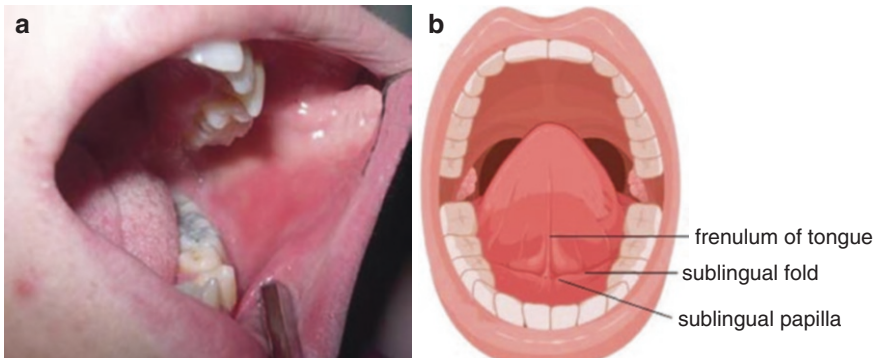 a
b
frenulum of tongue
sublingual fold
sublingual papilla